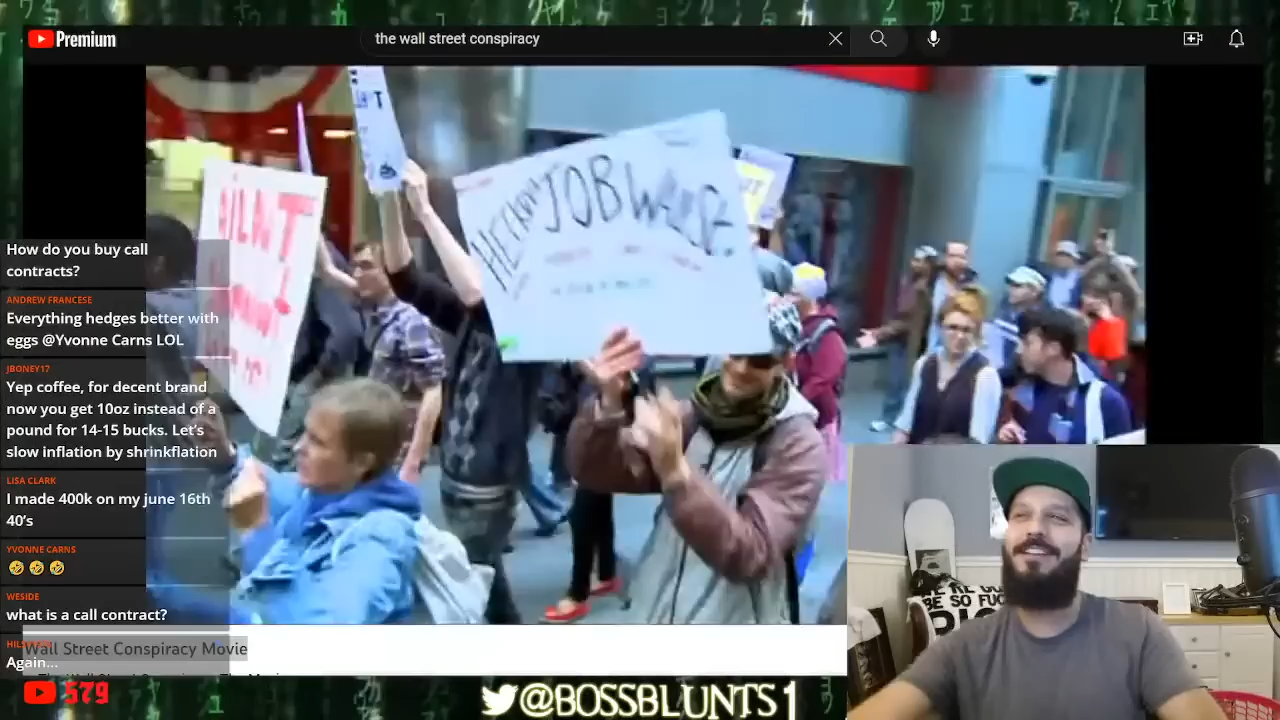 Premium
the wall street conspiracy
HECKOVA JOB
How do you buy call
contracts?
ANDREW FRANCESE
Everything hedges better with
eggs @Yvonne Carns LOL
JBONEY17
Yep coffee, for decent brand
now you get 10oz instead of a
pound for 14-15 bucks. Let's
slow inflation by shrinkflation
LISA CLARK
I made 400k on my june 16th
40's
YVONNE CARNS
WESIDE
what is a call contract?
Again...
Wall Street Conspiracy Movie
579
@BOSSBLUNTS1